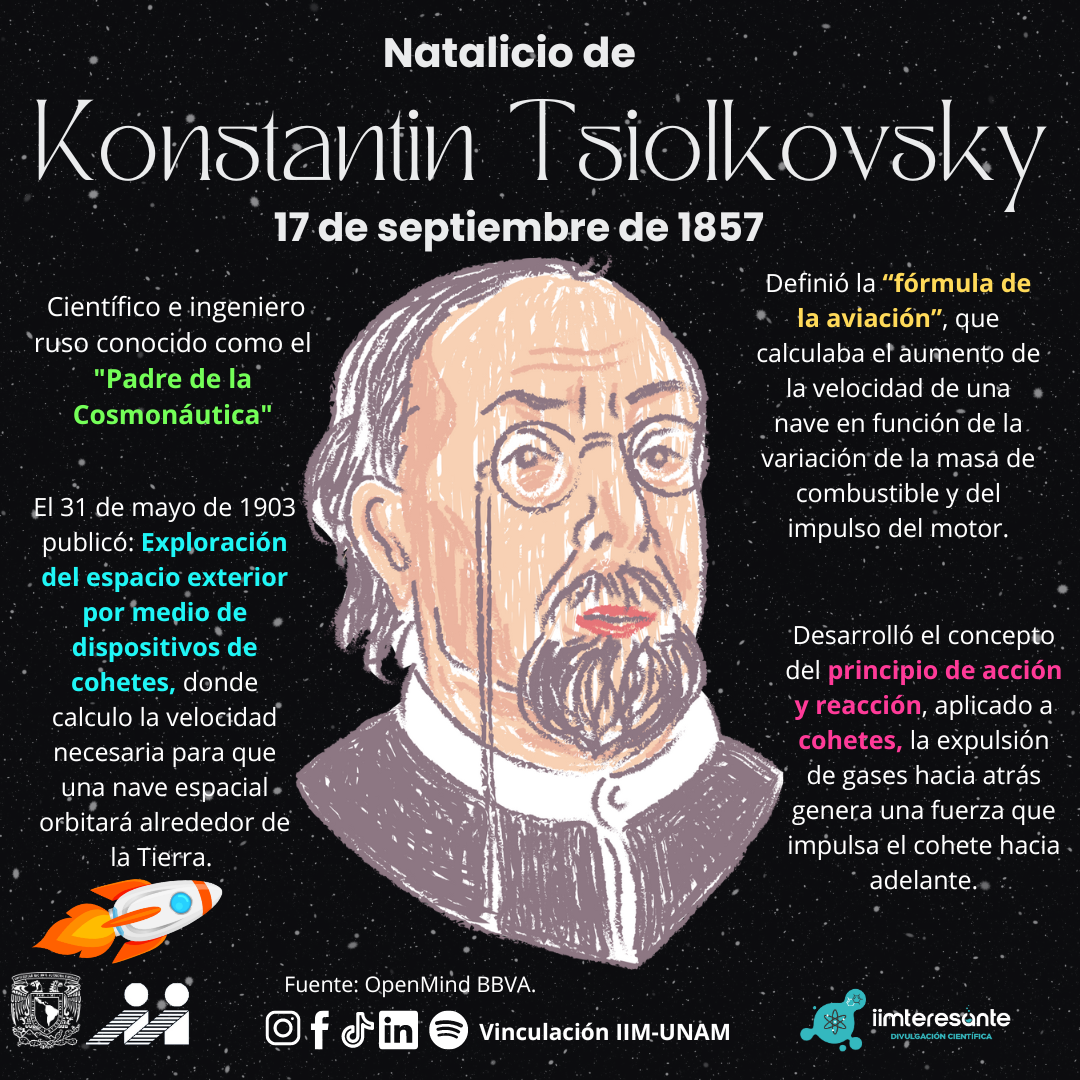 Natalicio de
Konstantin Tsiolkovsky
17 de septiembre de 1857
Científico e ingeniero
ruso conocido como el
"Padre de la
Cosmonáutica"
El 31 de mayo de 1903
publicó: Exploración
del espacio exterior
por medio de
dispositivos de
cohetes, donde
calculo la velocidad
necesaria para que
una nave espacial
orbitará alrededor de
la Tierra.
Definió la “fórmula de
la aviación”, que
calculaba el aumento de
la velocidad de una
nave en función de la
variación de la masa de
combustible y del
impulso del motor.
Desarrolló el concepto
del principio de acción
y reacción, aplicado a
cohetes, la expulsión
de gases hacia atrás
genera una fuerza que
impulsa el cohete hacia
adelante.
Fuente: OpenMind BBVA.
Vinculación IIM-UNAM
iimteresante
DIVULGACIÓN CIENTÍFICA